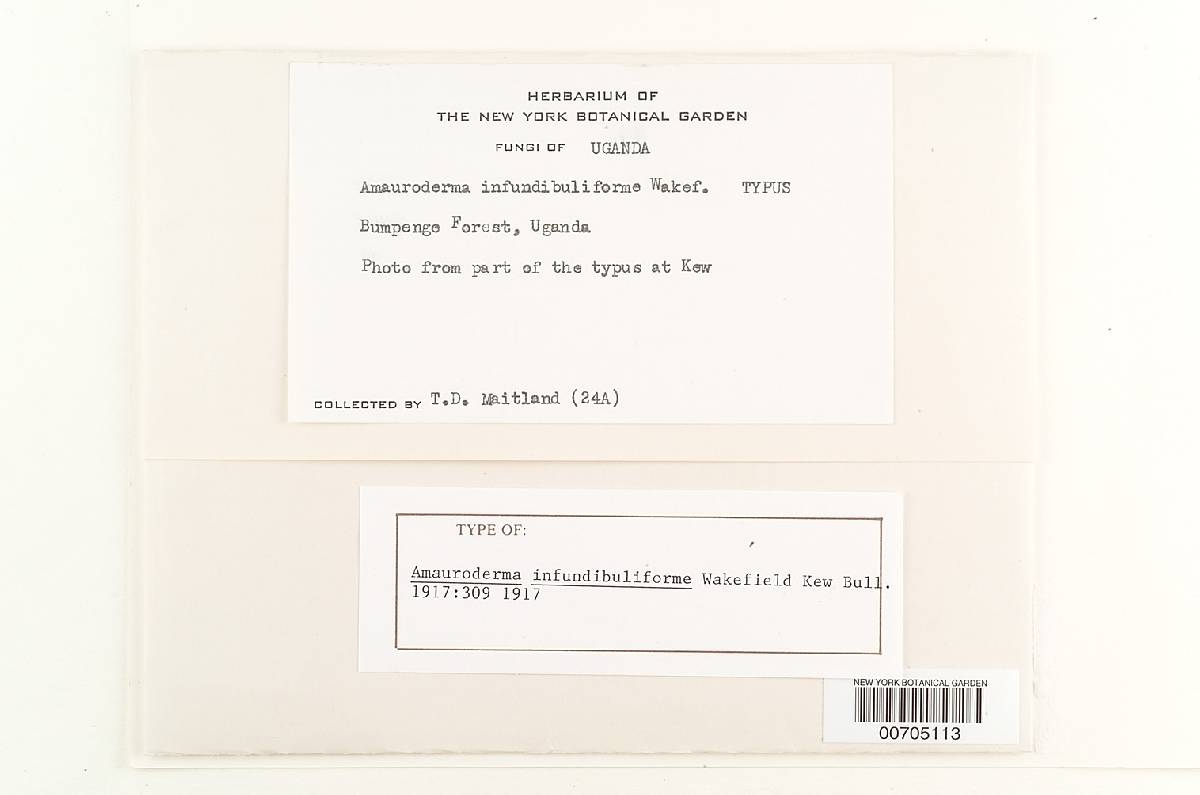 HERBARIUM OF
THE NEW YORK BOTANICAL GARDEN
FUNGI OF UGANDA
Amauroderma infundibuliforme Wakef. TYPUS
Bumpenge Forest, Uganda
Photo from part of the typus at Kew
COLLECTED BY T.D. Maitland (24A)
TYPE OF:
Amauroderma infundibuliforme Wakefield Kew Bull.
1917:309 1917
NEW YORK BOTANICAL GARDEN
00705113